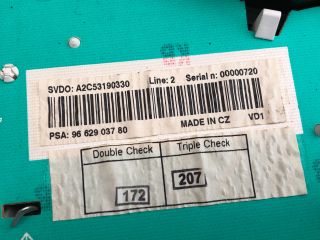 SVDO: A2C53190330 Line: 2 Serial n: 00000720
PSA: 96 629 037 80 MADE IN CZ VD1
Double Check Triple Check
172 207